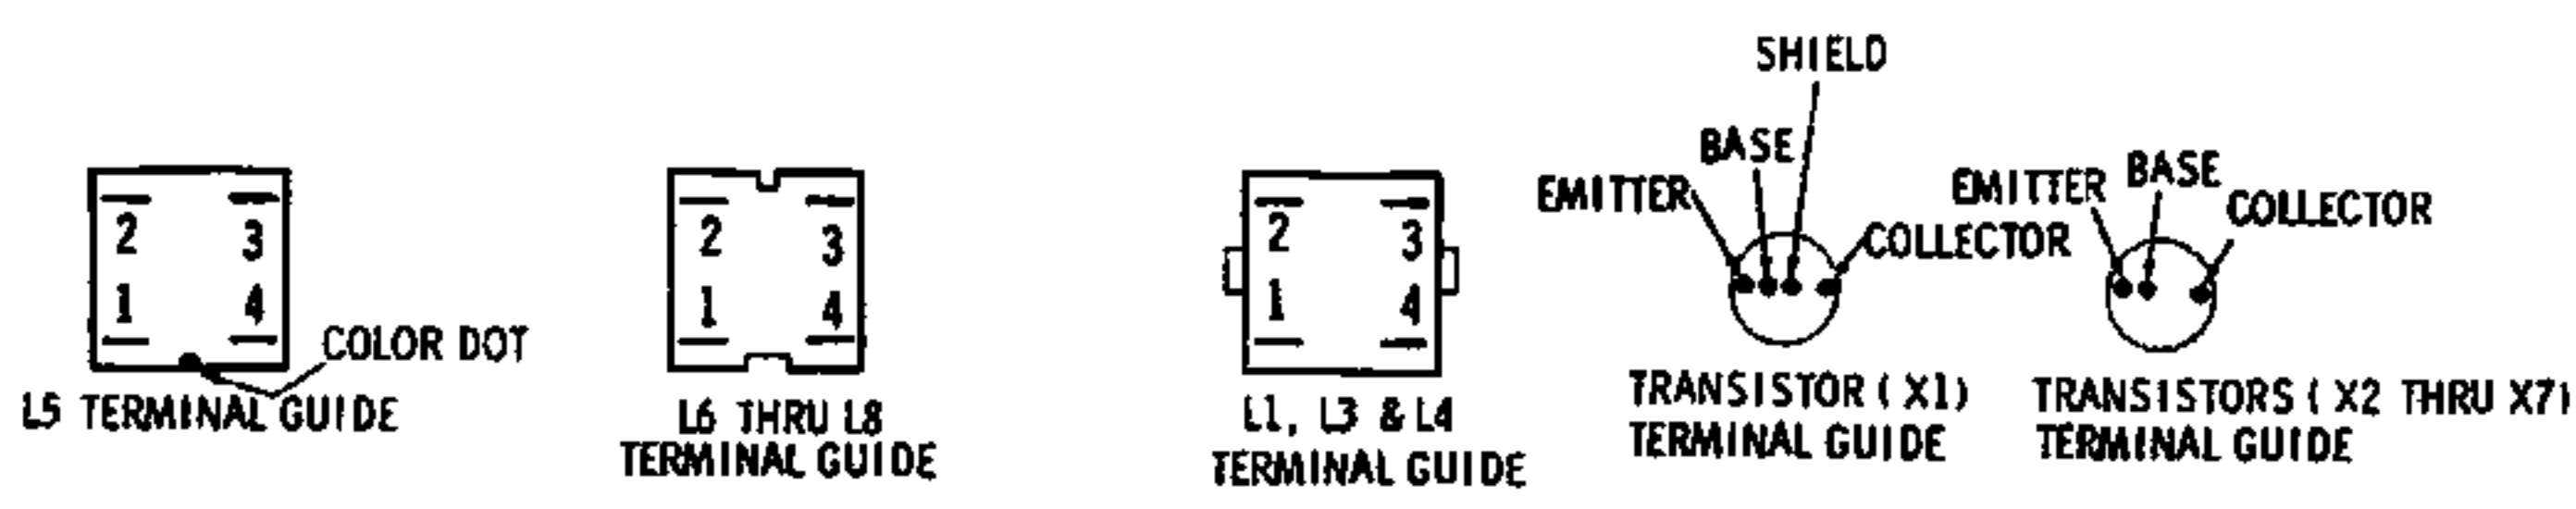 2 3
1 4
COLOR DOT
L5 TERMINAL GUIDE
2 3
1 4
L6 THRU L8
TERMINAL GUIDE
2 3
1 4
L1, L3 & L4
TERMINAL GUIDE
SHIELD
BASE
EMITTER
COLLECTOR
TRANSISTOR (X1)
TERMINAL GUIDE
EMITTER
BASE
COLLECTOR
TRANSISTORS (X2 THRU X7)
TERMINAL GUIDE